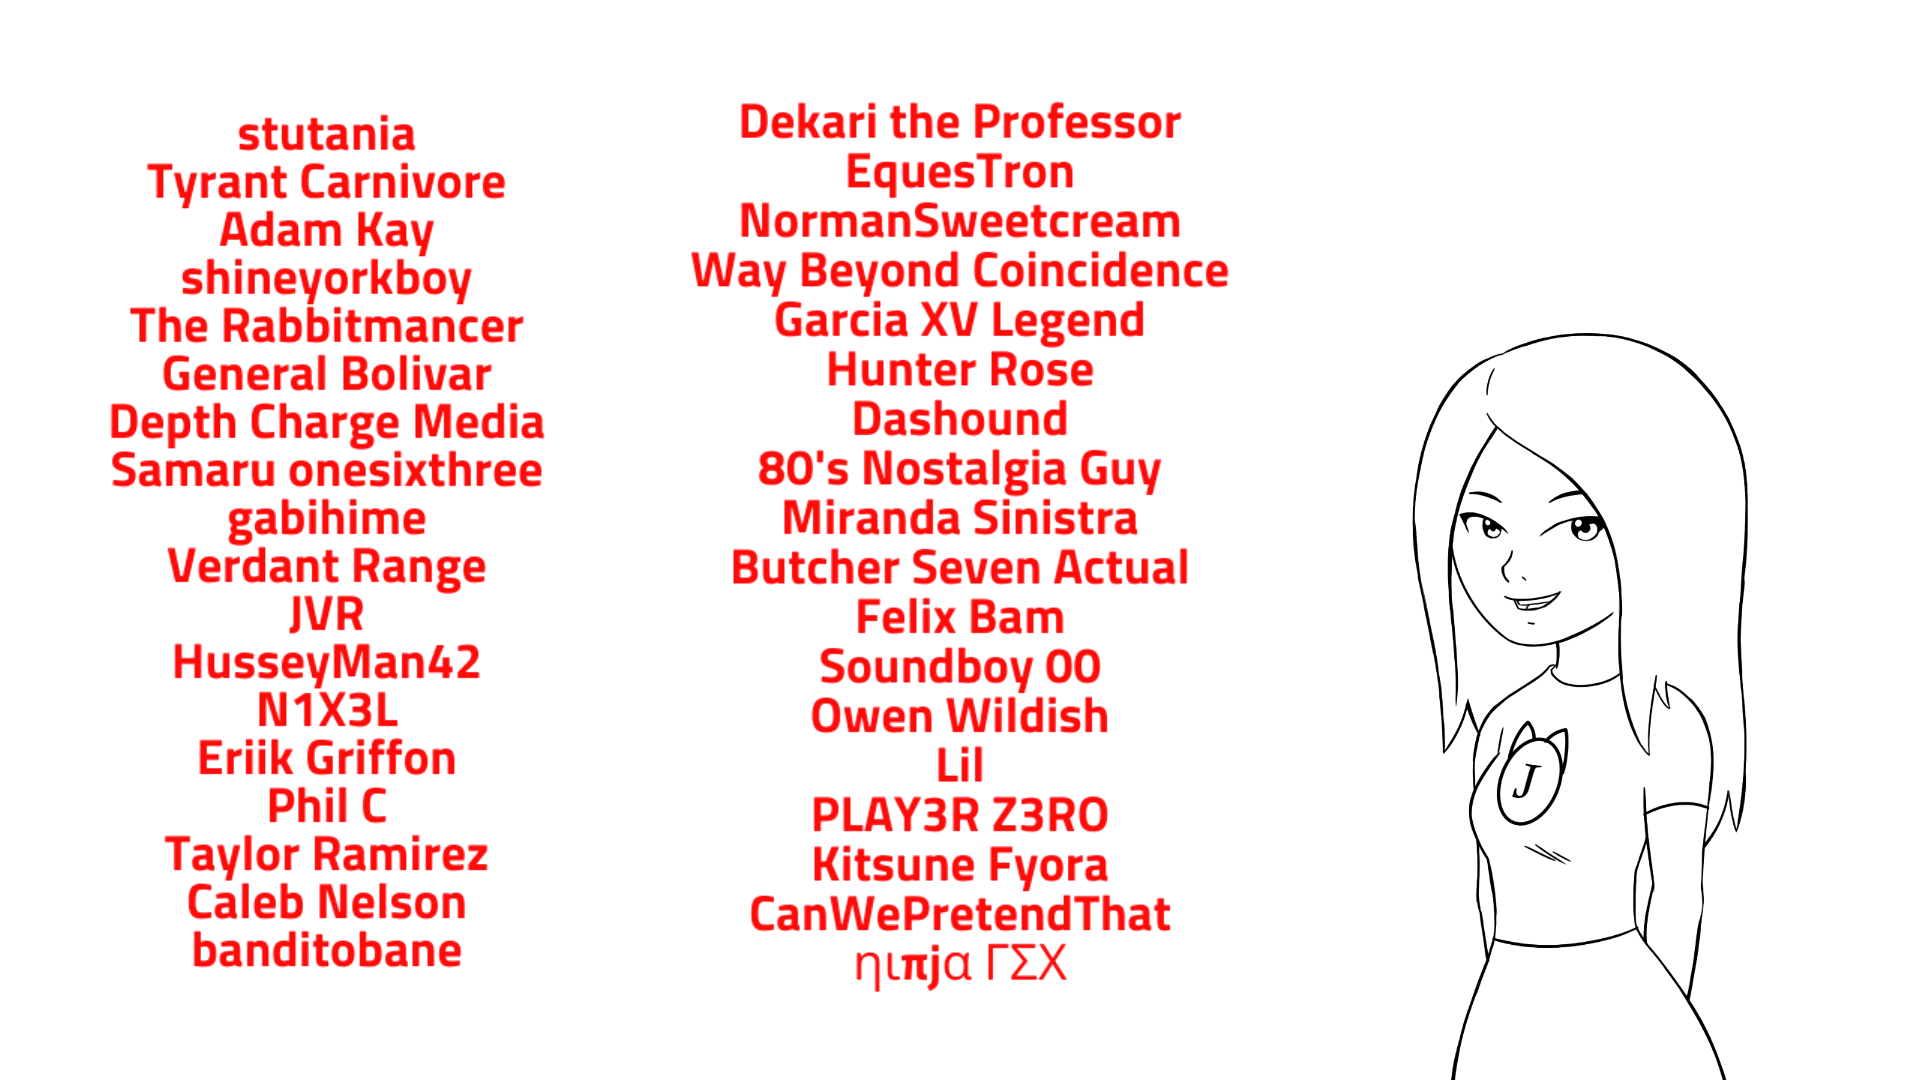 stutania
Tyrant Carnivore
Adam Kay
shineyorkboy
The Rabbitmancer
General Bolivar
Depth Charge Media
Samaru onesixthree
gabihime
Verdant Range
JVR
HusseyMan42
N1X3L
Eriik Griffon
Phil C
Taylor Ramirez
Caleb Nelson
banditobane
Dekari the Professor
EquesTron
NormanSweetcream
Way Beyond Coincidence
Garcia XV Legend
Hunter Rose
Dashound
80's Nostalgia Guy
Miranda Sinistra
Butcher Seven Actual
Felix Bam
Soundboy 00
Owen Wildish
Lil
PLAY3R Z3RO
Kitsune Fyora
CanWePretendThat
ηιπjα ΓΣΧ
J